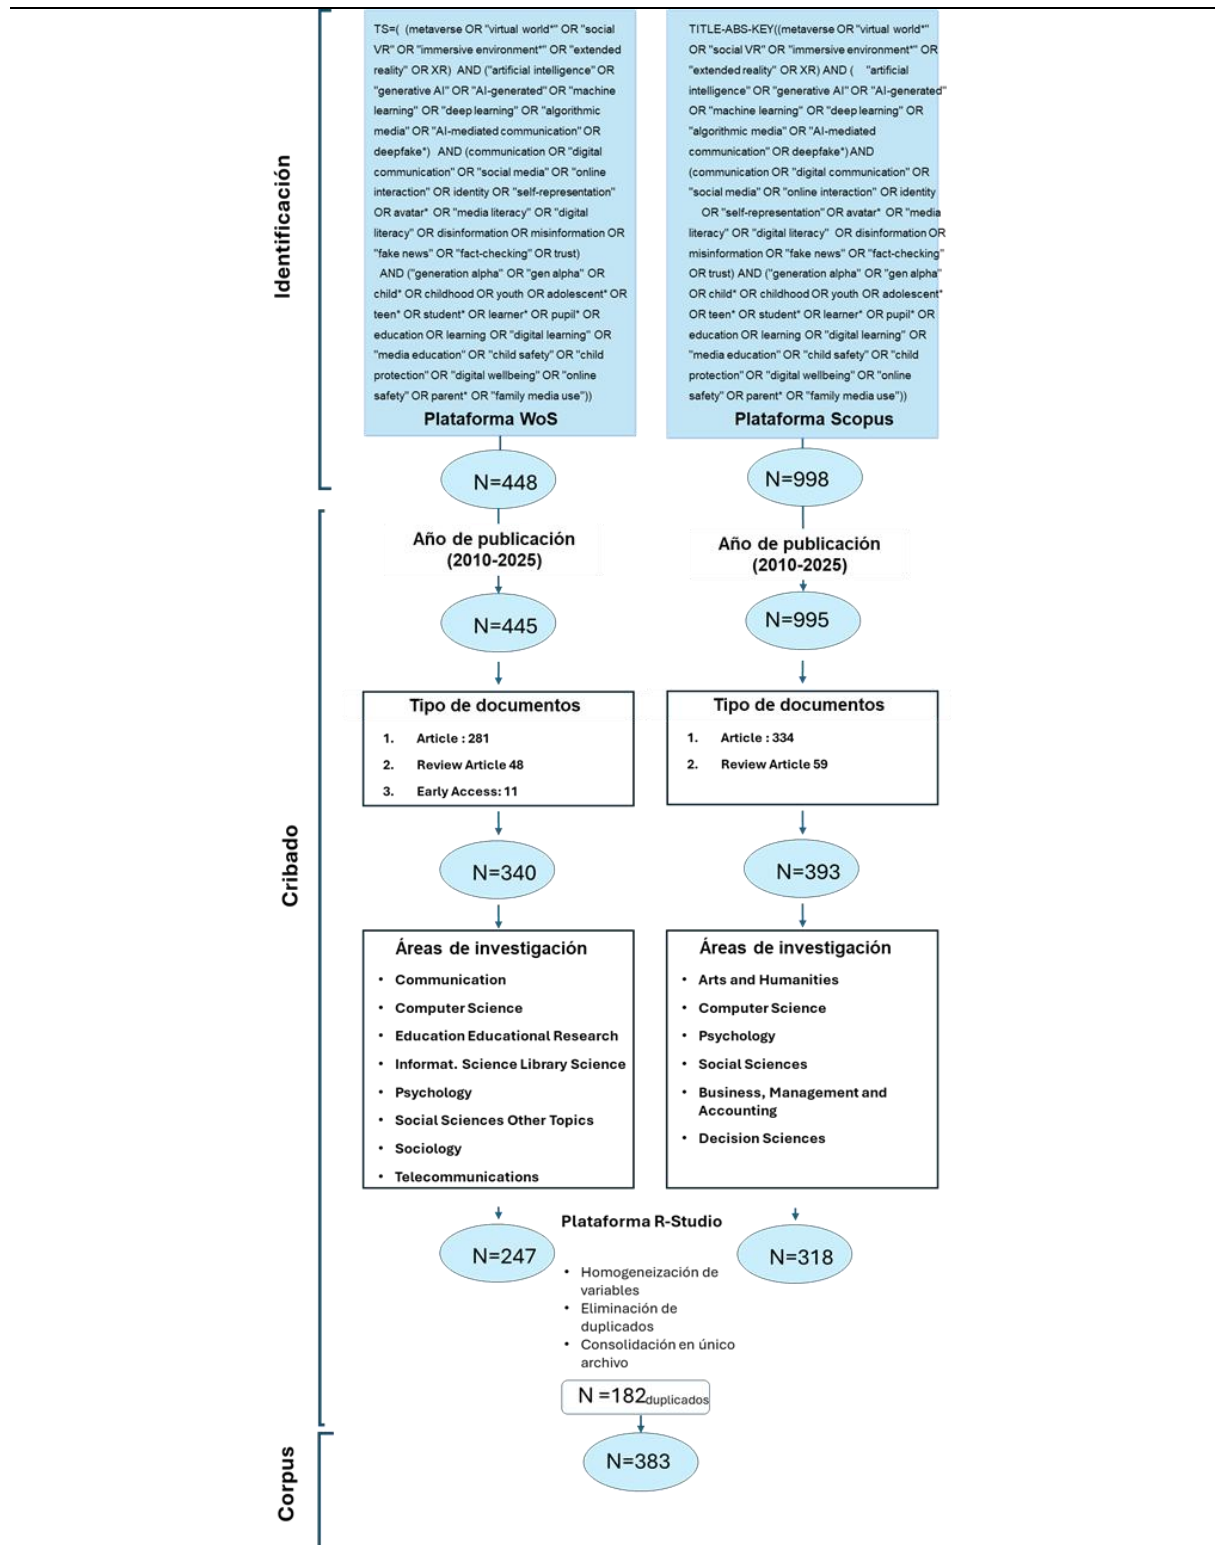 Identificación
TS=( (metaverse OR "virtual world*" OR "social
VR" OR "immersive environment*" OR "extended
reality" OR XR) AND ("artificial intelligence" OR
"generative AI" OR "AI-generated" OR "machine
learning" OR "deep learning" OR "algorithmic
media" OR "AI-mediated communication" OR
deepfake*) AND (communication OR "digital
communication" OR "social media" OR "online
interaction" OR identity OR "self-representation"
OR avatar* OR "media literacy" OR "digital
literacy" OR disinformation OR misinformation OR
"fake news" OR "fact-checking" OR trust)
AND ("generation alpha" OR "gen alpha" OR
child* OR childhood OR youth OR adolescent* OR
teen* OR student* OR learner* OR pupil* OR
education OR learning OR "digital learning" OR
"media education" OR "child safety" OR "child
protection" OR "digital wellbeing" OR "online
safety" OR parent* OR "family media use"))
Plataforma WoS
TITLE-ABS-KEY((metaverse OR "virtual world*"
OR "social VR" OR "immersive environment*" OR
"extended reality" OR XR) AND ( "artificial
intelligence" OR "generative AI" OR "AI-generated"
OR "machine learning" OR "deep learning" OR
"algorithmic media" OR "AI-mediated
communication" OR deepfake*) AND
(communication OR "digital communication" OR
"social media" OR "online interaction" OR identity
OR "self-representation" OR avatar* OR "media
literacy" OR "digital literacy" OR disinformation OR
misinformation OR "fake news" OR "fact-checking"
OR trust) AND ("generation alpha" OR "gen alpha"
OR child* OR childhood OR youth OR adolescent*
OR teen* OR student* OR learner* OR pupil* OR
education OR learning OR "digital learning" OR
"media education" OR "child safety" OR "child
protection" OR "digital wellbeing" OR "online
safety" OR parent* OR "family media use"))
Plataforma Scopus
N=448
N=998
Cribado
Año de publicación
(2010-2025)
Año de publicación
(2010-2025)
N=445
N=995
Tipo de documentos
1. Article : 281
2. Review Article 48
3. Early Access: 11
Tipo de documentos
1. Article : 334
2. Review Article 59
N=340
N=393
Áreas de investigación
• Communication
• Computer Science
• Education Educational Research
• Informat. Science Library Science
• Psychology
• Social Sciences Other Topics
• Sociology
• Telecommunications
Áreas de investigación
• Arts and Humanities
• Computer Science
• Psychology
• Social Sciences
• Business, Management and
Accounting
• Decision Sciences
N=247
N=318
Plataforma R-Studio
• Homogeneización de
variables
• Eliminación de
duplicados
• Consolidación en único
archivo
N =182duplicados
Corpus
N=383